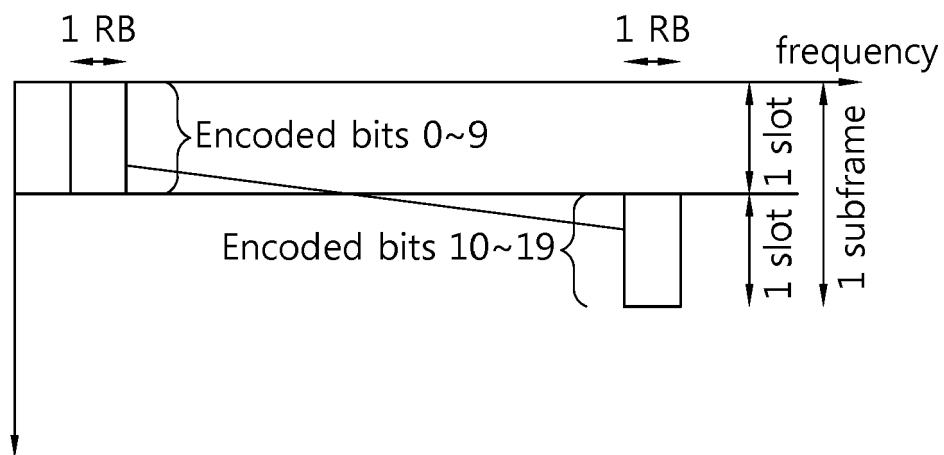 1 RB
1 RB
frequency
Encoded bits 0~9
1 slot
1 subframe
Encoded bits 10~19
1 slot